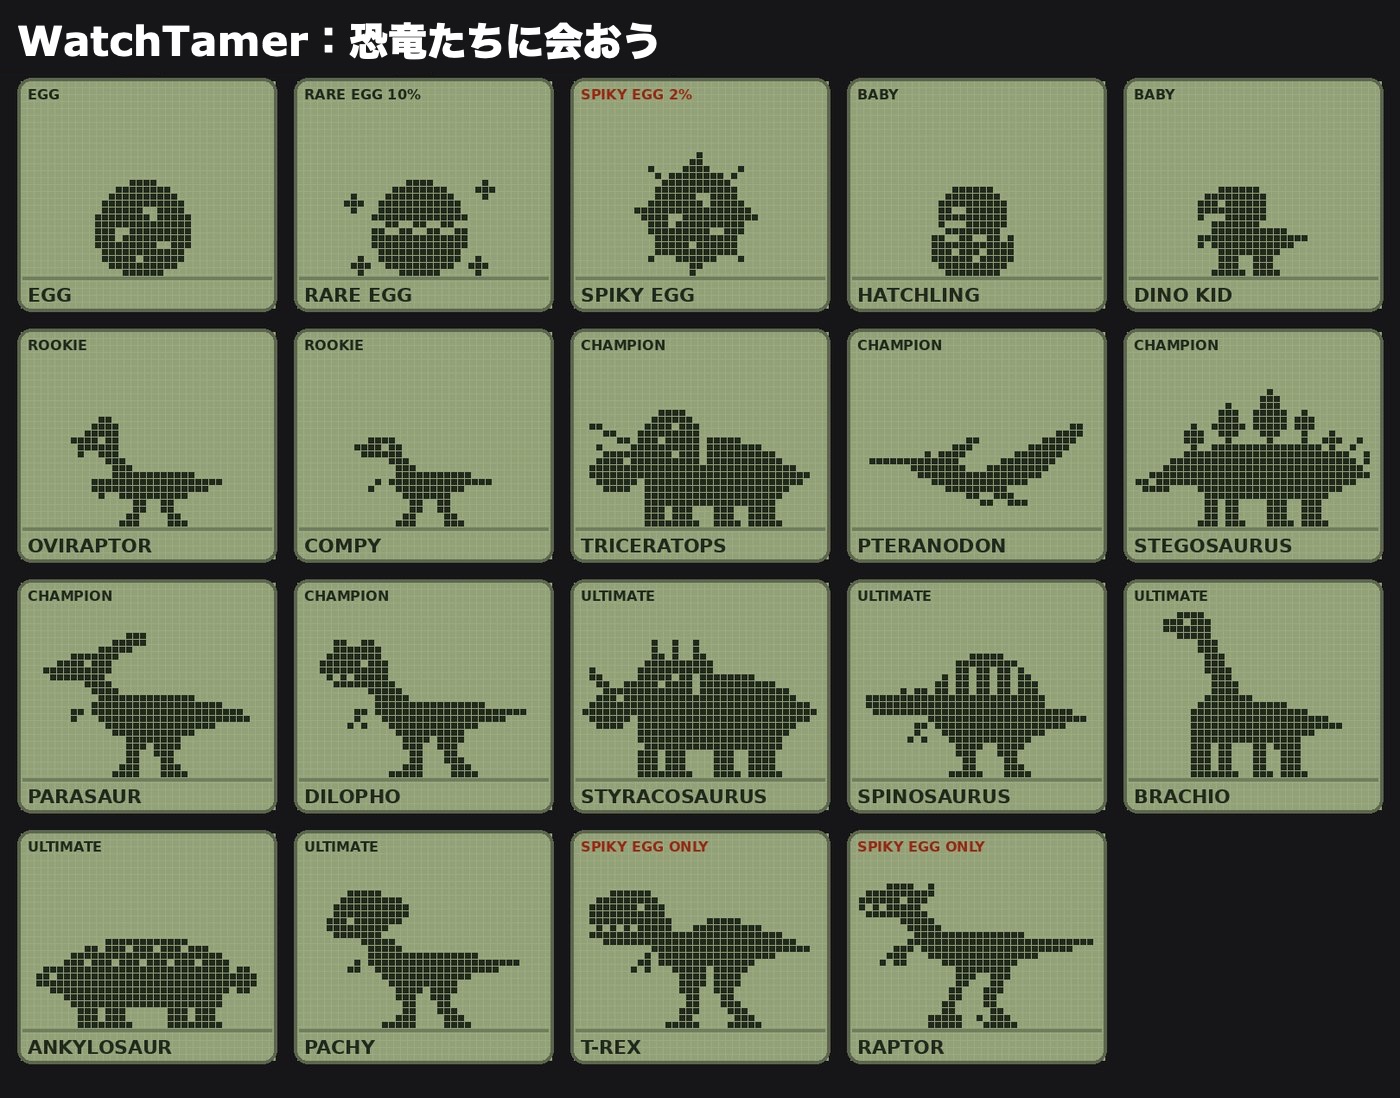 WatchTamer：恐竜たちに会おう
EGG
EGG
RARE EGG 10%
RARE EGG
SPIKY EGG 2%
SPIKY EGG
BABY
HATCHLING
BABY
DINO KID
ROOKIE
OVIRAPTOR
ROOKIE
COMPY
CHAMPION
TRICERATOPS
CHAMPION
PTERANODON
CHAMPION
STEGOSAURUS
CHAMPION
PARASAUR
CHAMPION
DILOPHO
ULTIMATE
STYRACOSAURUS
ULTIMATE
SPINOSAURUS
ULTIMATE
BRACHIO
ULTIMATE
ANKYLOSAUR
ULTIMATE
PACHY
SPIKY EGG ONLY
T-REX
SPIKY EGG ONLY
RAPTOR